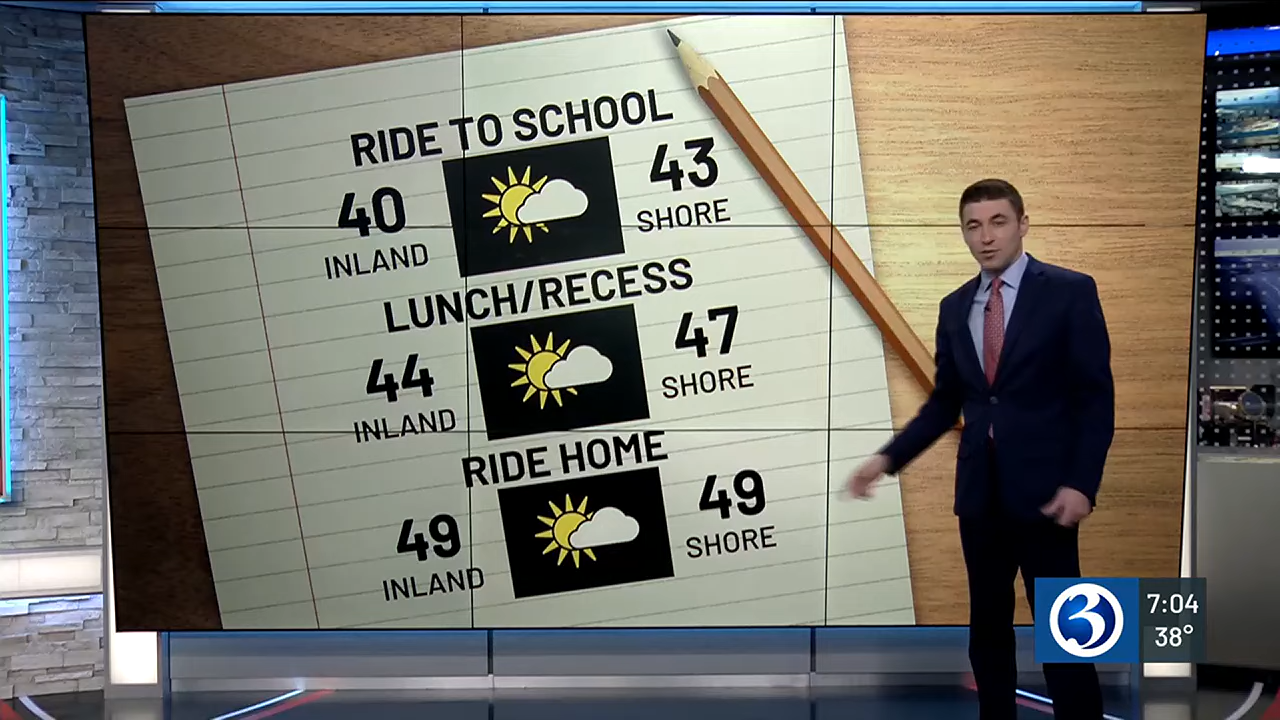 RIDE TO SCHOOL
40
INLAND
43
SHORE
LUNCH/RECESS
44
INLAND
47
SHORE
RIDE HOME
49
INLAND
49
SHORE
3
7:04
38°